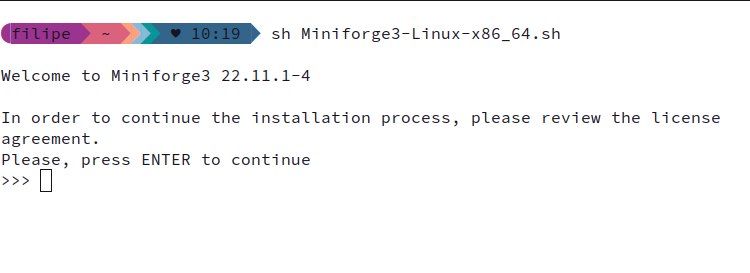 filipe ~ ♥ 10:19 sh Miniforge3-Linux-x86_64.sh
Welcome to Miniforge3 22.11.1-4
In order to continue the installation process, please review the license
agreement.
Please, press ENTER to continue
>>>